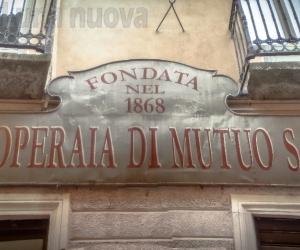 nuova
FONDATA
NEL
1868
OPERAIA DI MUTUO S